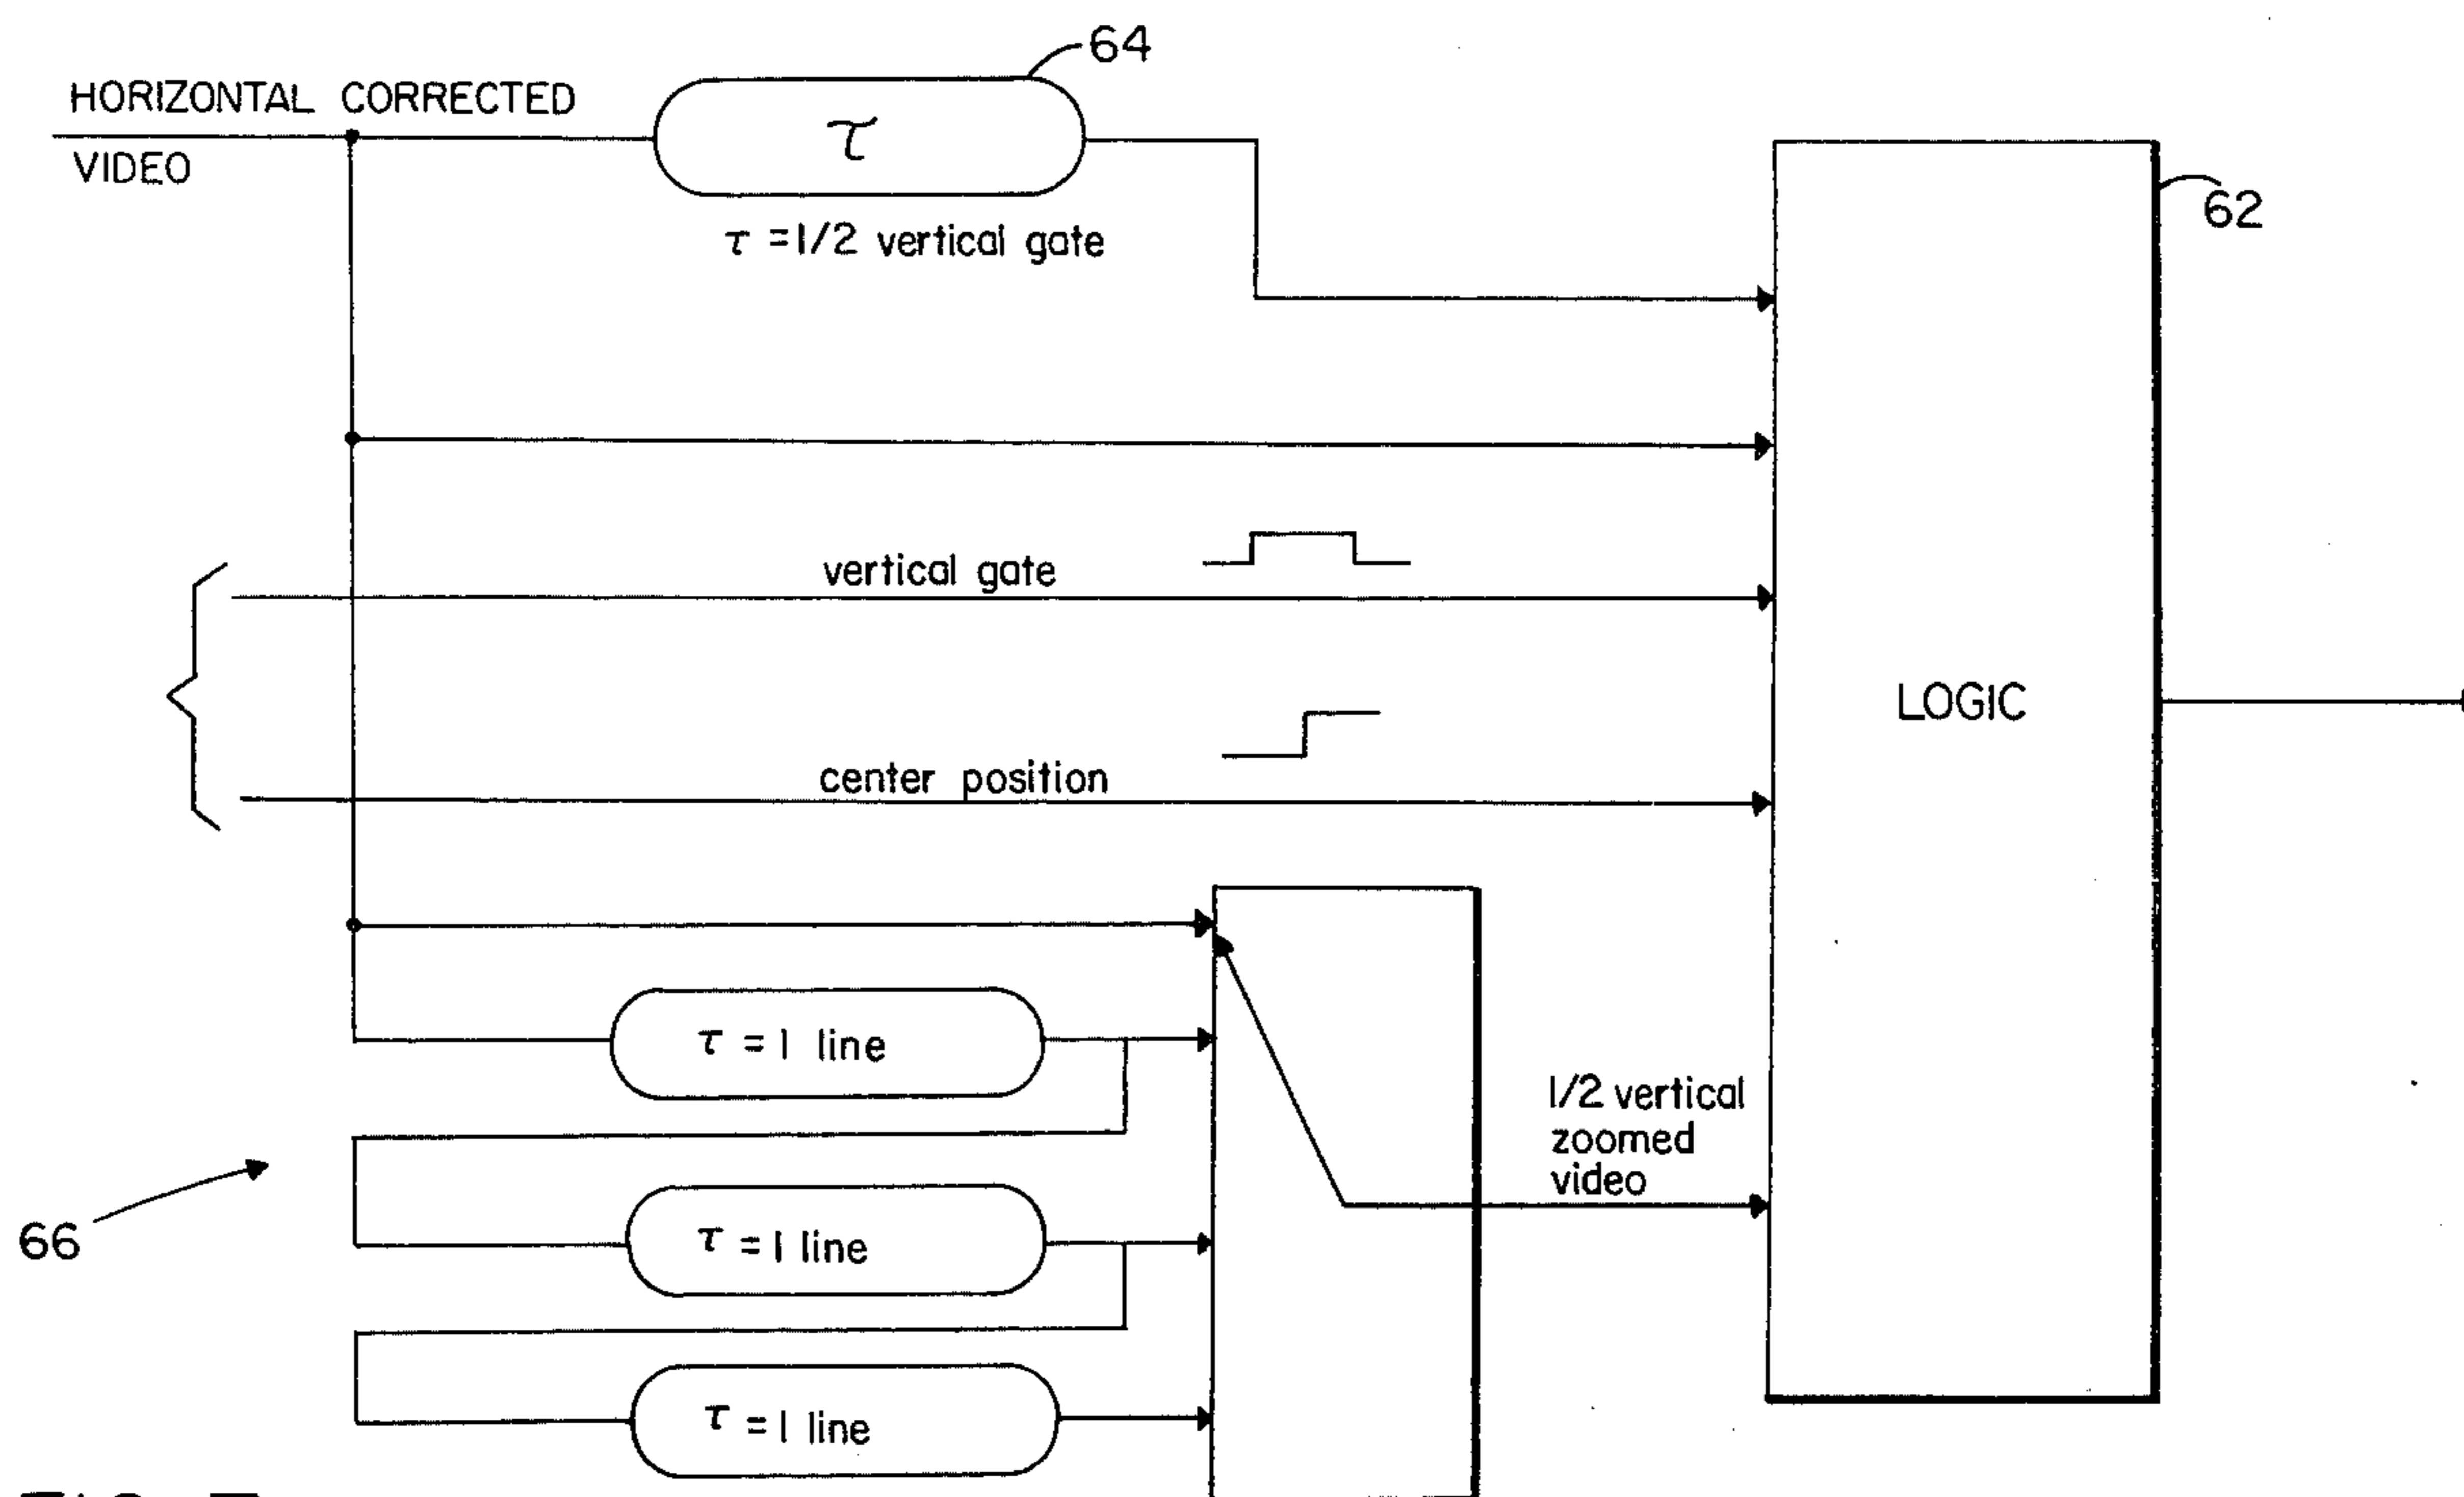 64
HORIZONTAL CORRECTED
VIDEO
τ
τ = 1/2 vertical gate
62
vertical gate
LOGIC
center position
τ = 1 line
1/2 vertical
zoomed
video
66
τ = 1 line
τ = 1 line